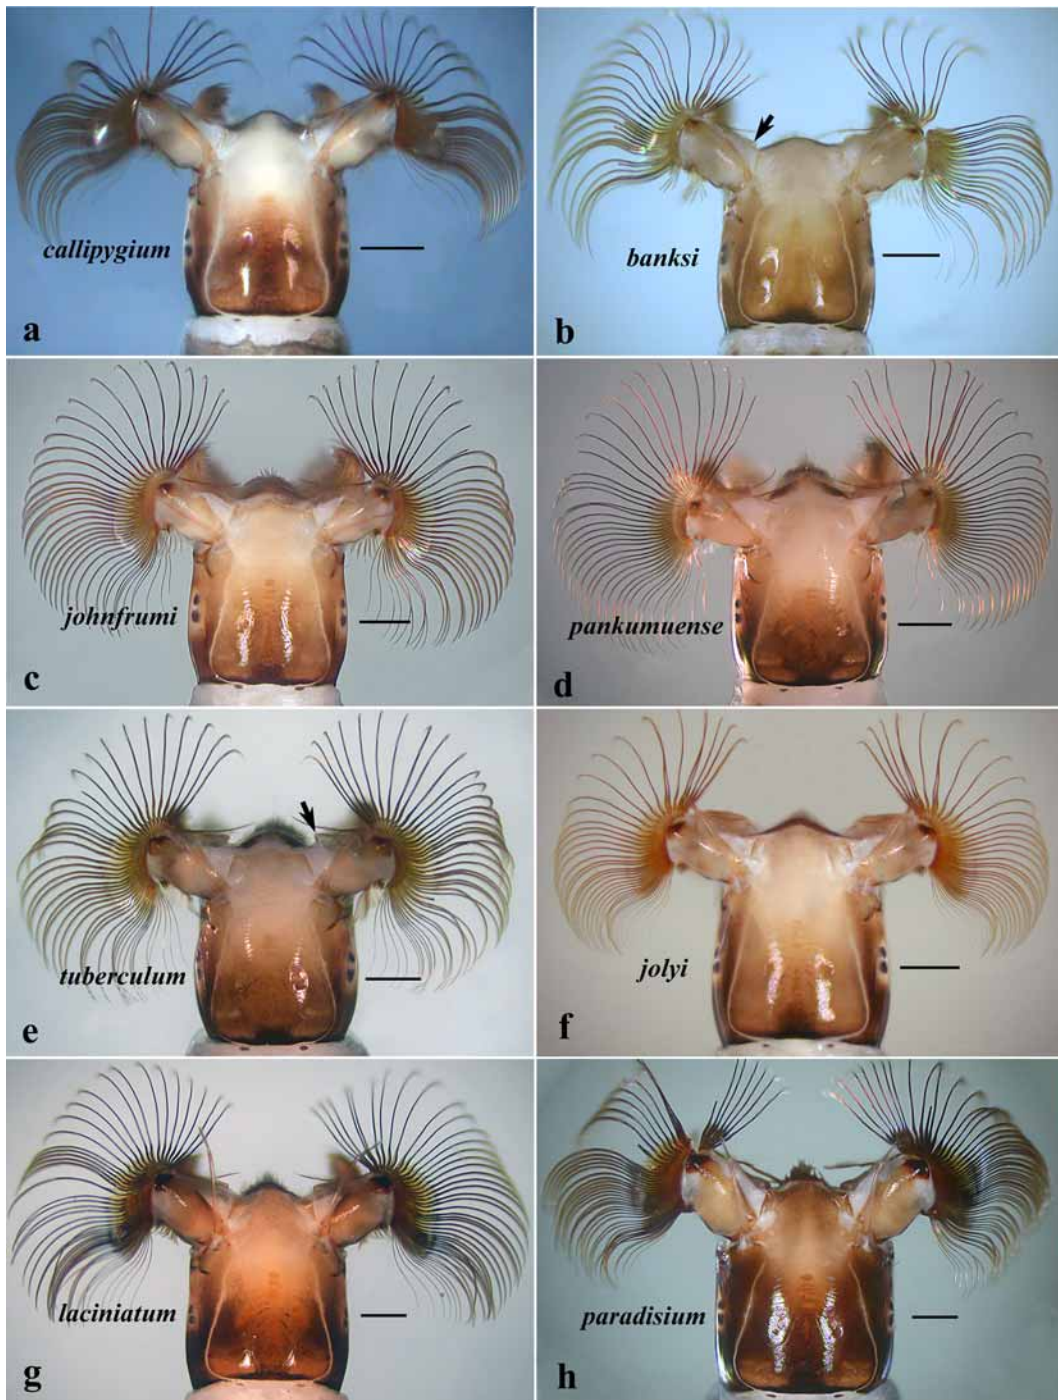 callipygium
a
banksi
b
johnfrumi
c
pankumuense
d
tuberculum
e
jolyi
f
laciniatum
g
paradisium
h